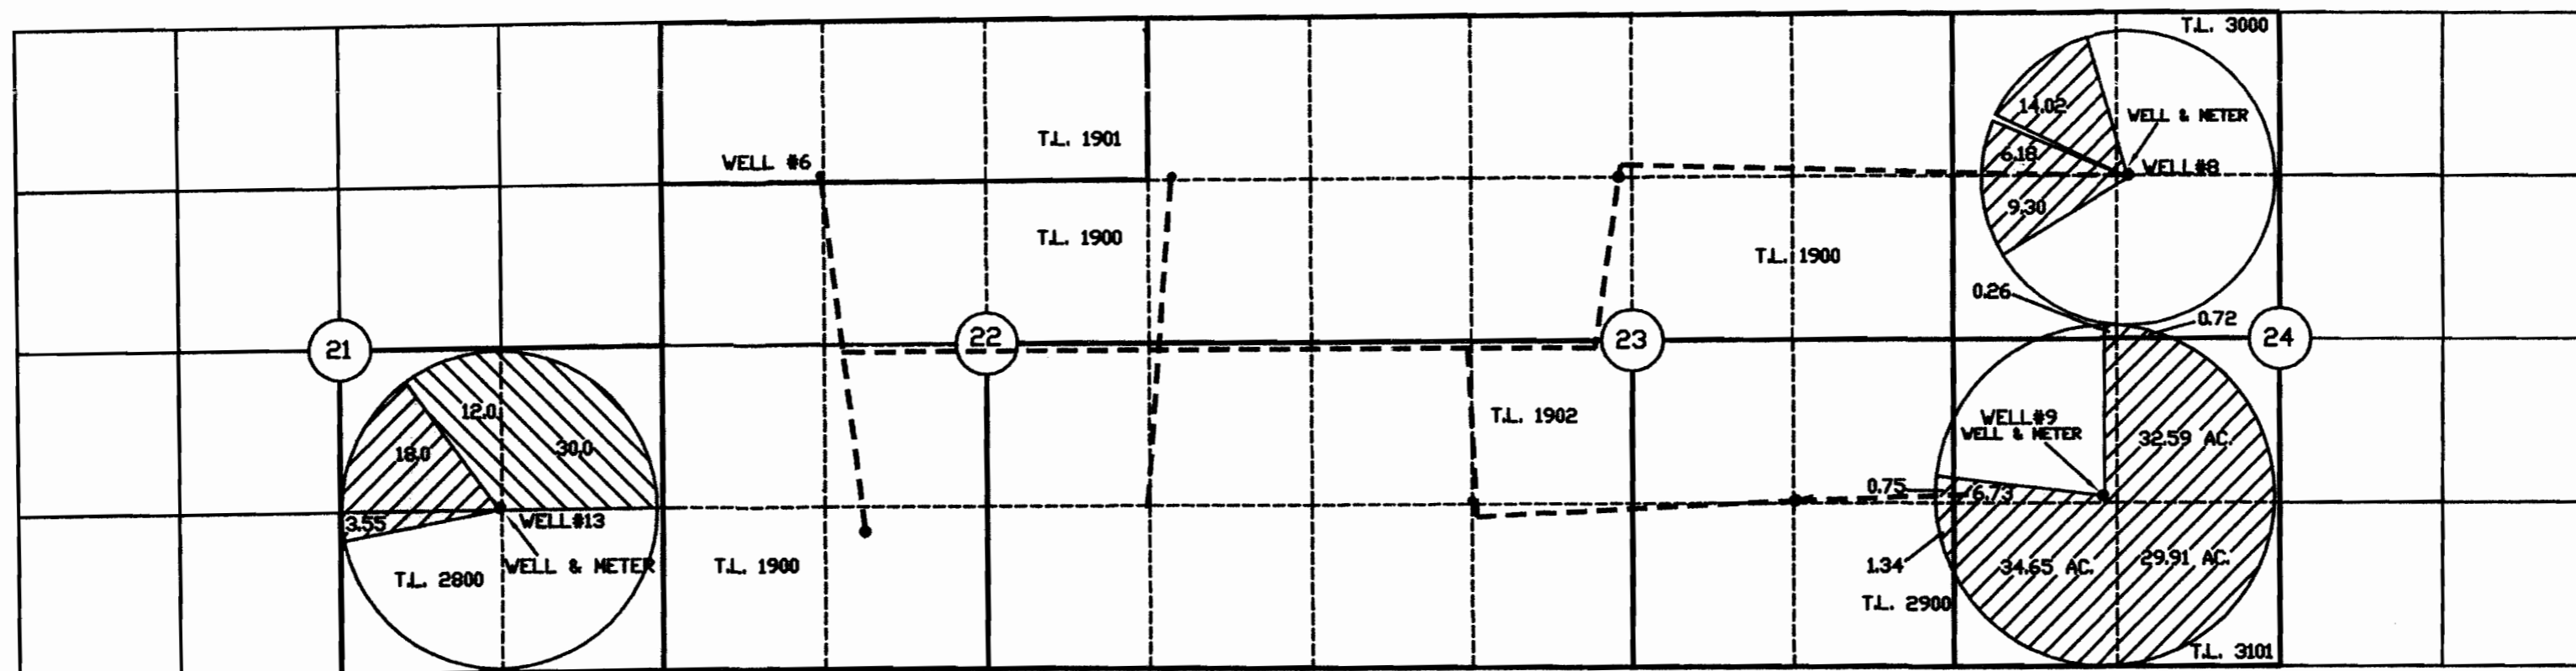 T.L. 3000
14.02
WELL & METER
T.L. 1901
WELL #6
6.18
WELL#8
9.30
T.L. 1900
T.L. 1900
0.26
0.72
21
22
23
24
12.0
T.L. 1902
WELL#9
WELL & METER
32.59 AC.
18.0
30.0
0.75
6.73
3.55
WELL#13
WELL & METER
T.L. 2800
T.L. 1900
1.34
34.65 AC.
29.91 AC.
T.L. 2900
T.L. 3101